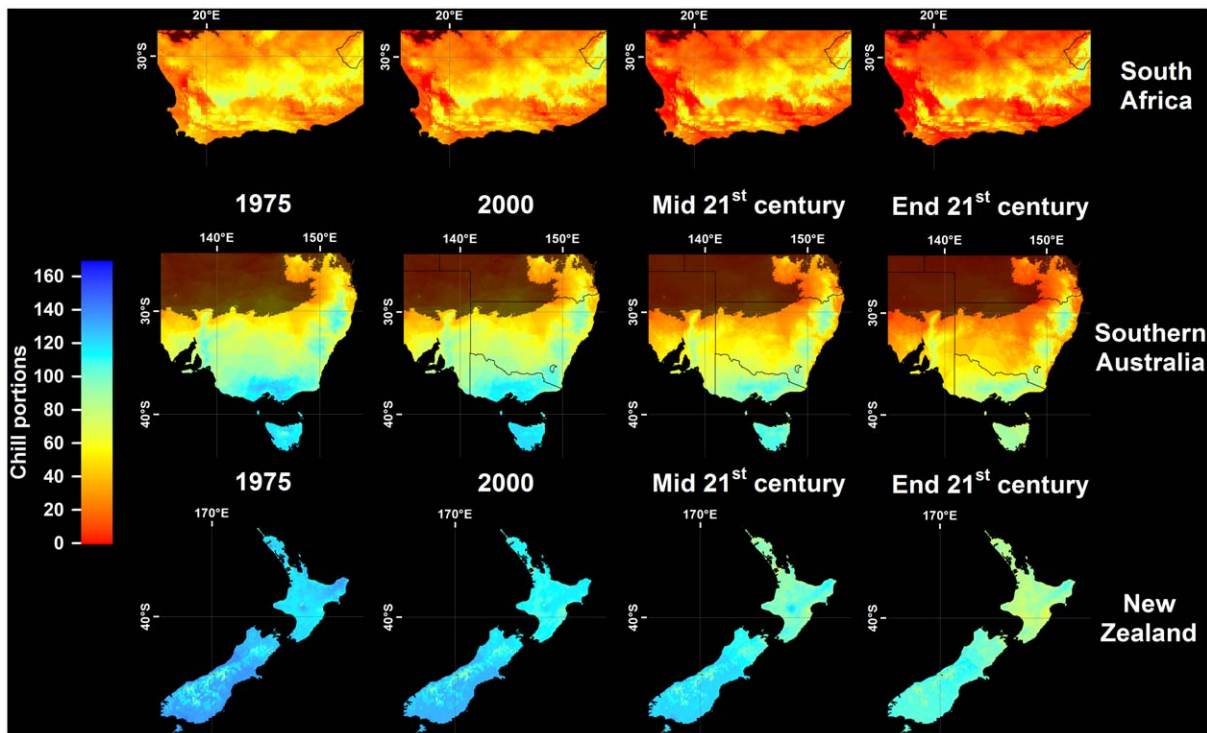 20°E 20°E 20°E 20°E
30°S 30°S 30°S 30°S
South
Africa
1975 2000 Mid 21st century End 21st century
140°E 150°E 140°E 150°E 140°E 150°E 140°E 150°E
Chill portions
160
140
120
100
80
60
40
20
0
30°S 30°S 30°S 30°S
Southern
Australia
40°S 40°S 40°S 40°S
1975 2000 Mid 21st century End 21st century
170°E 170°E 170°E 170°E
40°S 40°S 40°S 40°S
New
Zealand